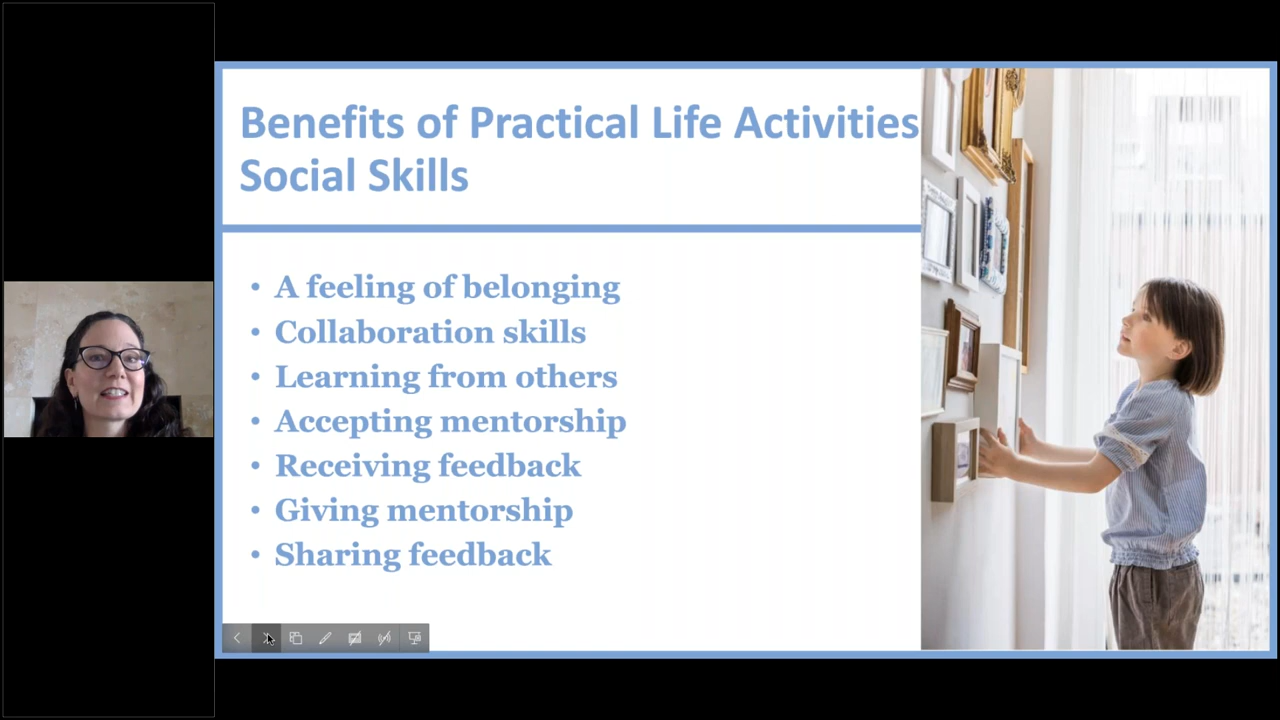 Benefits of Practical Life Activities
Social Skills
• A feeling of belonging
• Collaboration skills
• Learning from others
• Accepting mentorship
• Receiving feedback
• Giving mentorship
• Sharing feedback